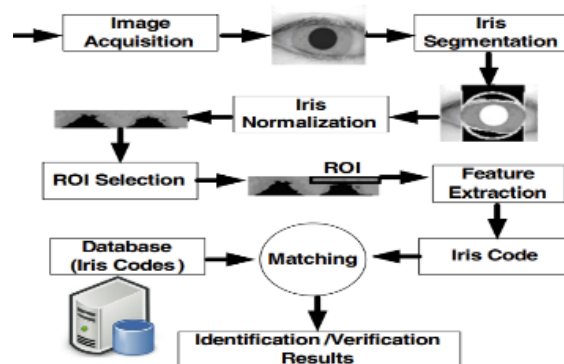 Image
Acquisition
Iris
Segmentation
Iris
Normalization
ROI Selection
ROI
Feature
Extraction
Database
(Iris Codes)
Matching
Iris Code
Identification /Verification
Results